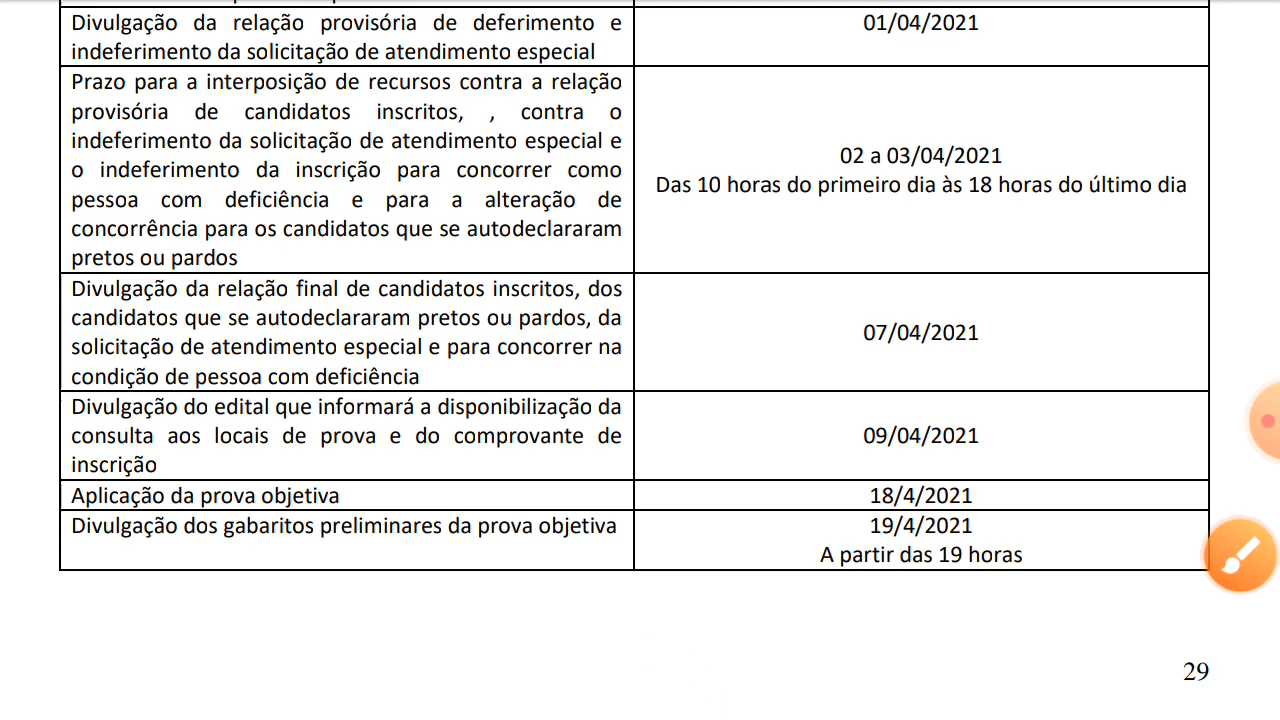 Divulgação da relação provisória de deferimento e
indeferimento da solicitação de atendimento especial
01/04/2021
Prazo para a interposição de recursos contra a relação
provisória de candidatos inscritos, , contra o
indeferimento da solicitação de atendimento especial e
o indeferimento da inscrição para concorrer como
pessoa com deficiência e para a alteração de
concorrência para os candidatos que se autodeclararam
pretos ou pardos
02 a 03/04/2021
Das 10 horas do primeiro dia às 18 horas do último dia
Divulgação da relação final de candidatos inscritos, dos
candidatos que se autodeclararam pretos ou pardos, da
solicitação de atendimento especial e para concorrer na
condição de pessoa com deficiência
07/04/2021
Divulgação do edital que informará a disponibilização da
consulta aos locais de prova e do comprovante de
inscrição
09/04/2021
Aplicação da prova objetiva
18/4/2021
Divulgação dos gabaritos preliminares da prova objetiva
19/4/2021
A partir das 19 horas
29